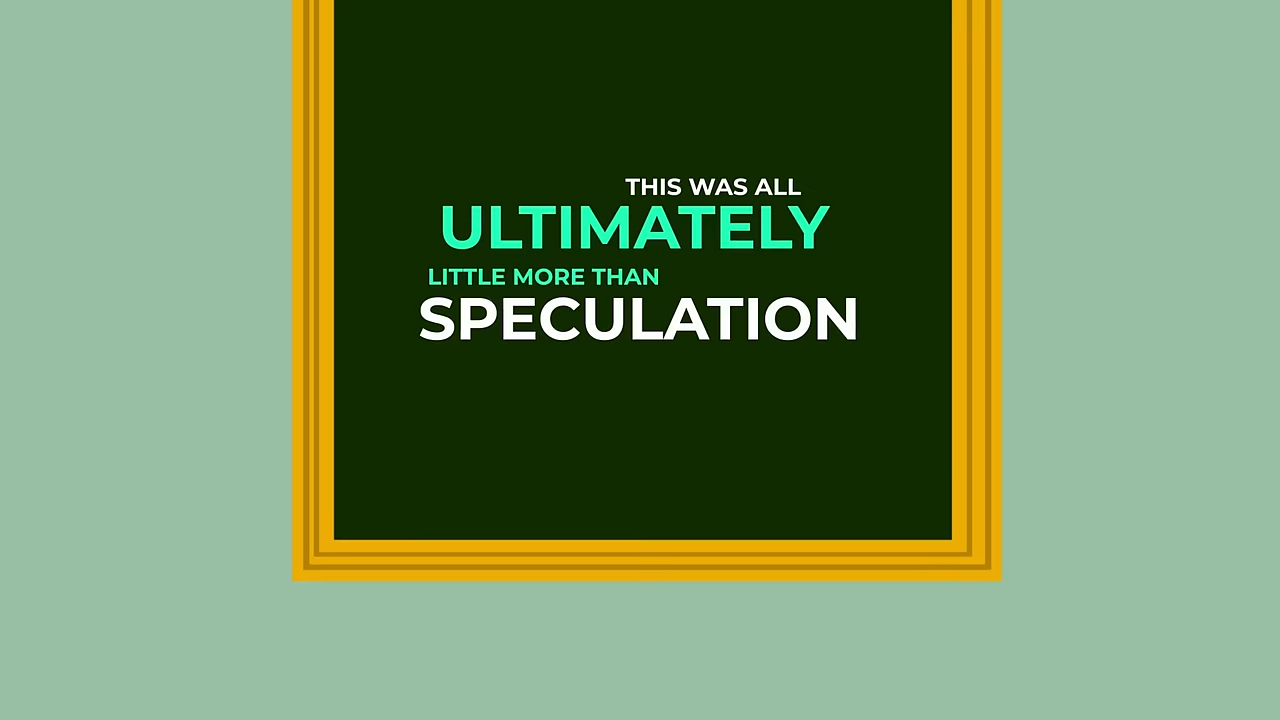 THIS WAS ALL
ULTIMATELY
LITTLE MORE THAN
SPECULATION